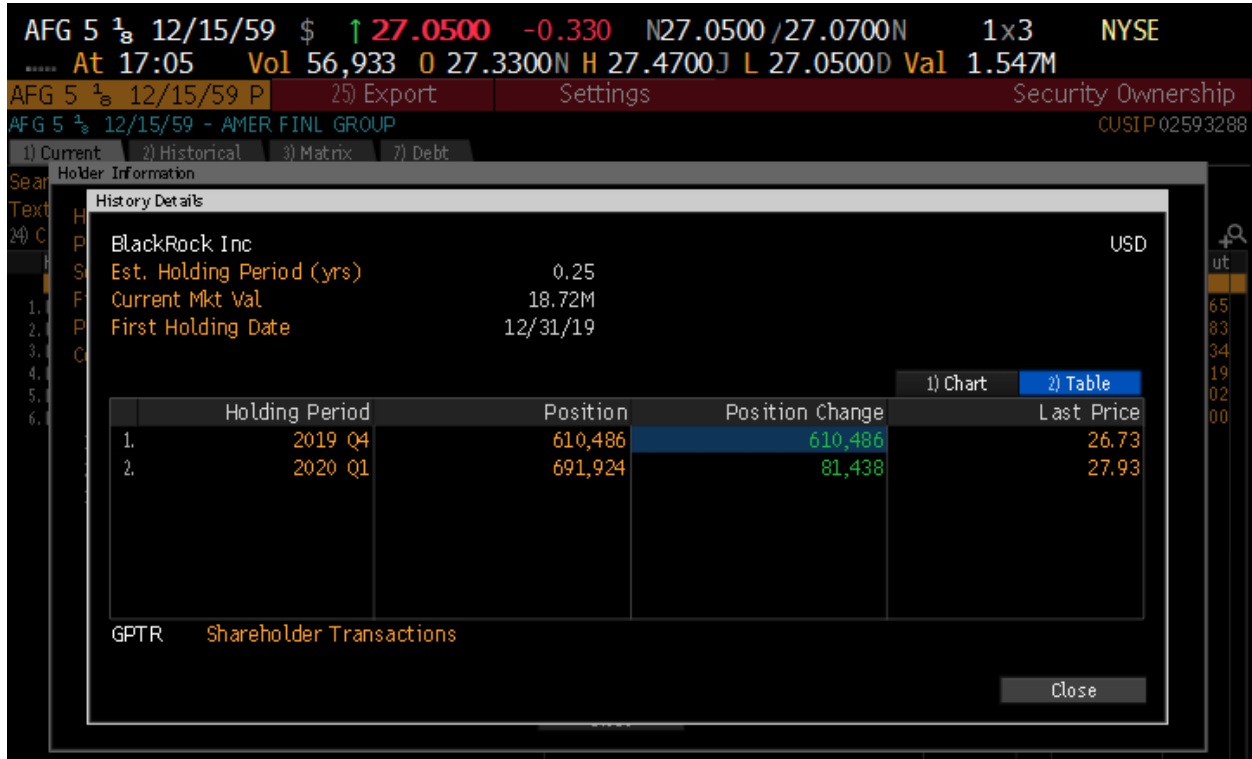 AFG 5 ⅛ 12/15/59 $ ↑ 27.0500 -0.330 N27.0500 / 27.0700N 1x3 NYSE
At 17:05 Vol 56,933 O 27.3300N H 27.4700J L 27.0500D Val 1.547M
AFG 5 ⅛ 12/15/59 P 25) Export Settings Security Ownership
AFG 5 ⅛ 12/15/59 - AMER FINL GROUP CUSIP 02593288
1) Current 2) Historical 3) Matrix 7) Debt
Holder Information
History Details
BlackRock Inc USD
Est. Holding Period (yrs) 0.25
Current Mkt Val 18.72M
First Holding Date 12/31/19
1) Chart 2) Table
Holding Period Position Position Change Last Price
1. 2019 Q4 610,486 610,486 26.73
2. 2020 Q1 691,924 81,438 27.93
GPTR Shareholder Transactions
Close